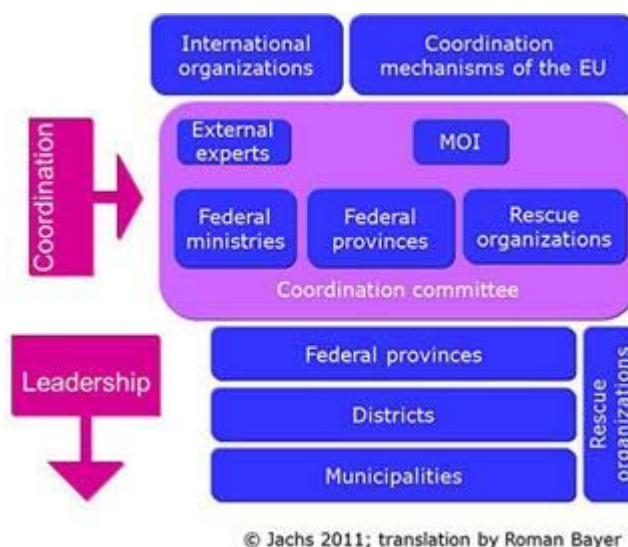 International
organizations
Coordination
mechanisms of the EU
External
experts
MOI
Coordination
Federal
ministries
Federal
provinces
Rescue
organizations
Coordination committee
Federal provinces
Leadership
Districts
Municipalities
Rescue
organizations
© Jachs 2011; translation by Roman Bayer